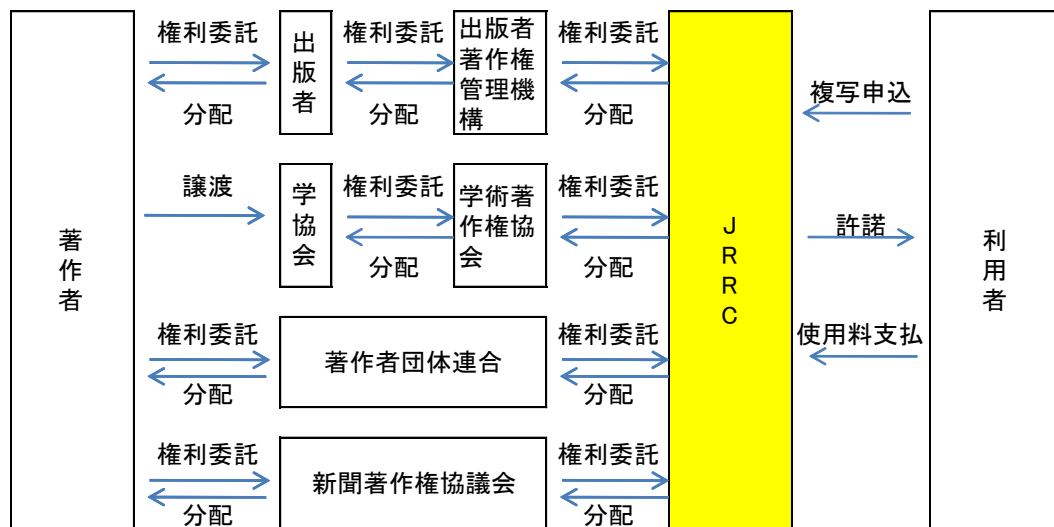 権利委託
出版者
権利委託
出版者
著作権
管理機
構
権利委託
分配
分配
分配
複写申込
譲渡
学協会
権利委託
学術著
作権協
会
権利委託
分配
分配
著作者
JRRC
許諾
利用者
権利委託
著作者団体連合
権利委託
使用料支払
分配
分配
権利委託
新聞著作権協議会
権利委託
分配
分配